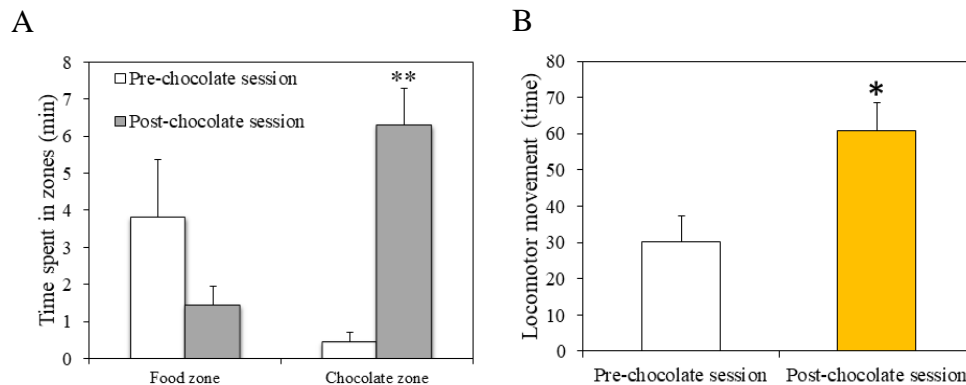 A
Time spent in zones (min)
8
7
6
5
4
3
2
1
0
Pre-chocolate session
Post-chocolate session
**
Food zone
Chocolate zone
B
Locomotor movement (time)
80
70
60
50
40
30
20
10
0
*
Pre-chocolate session
Post-chocolate session